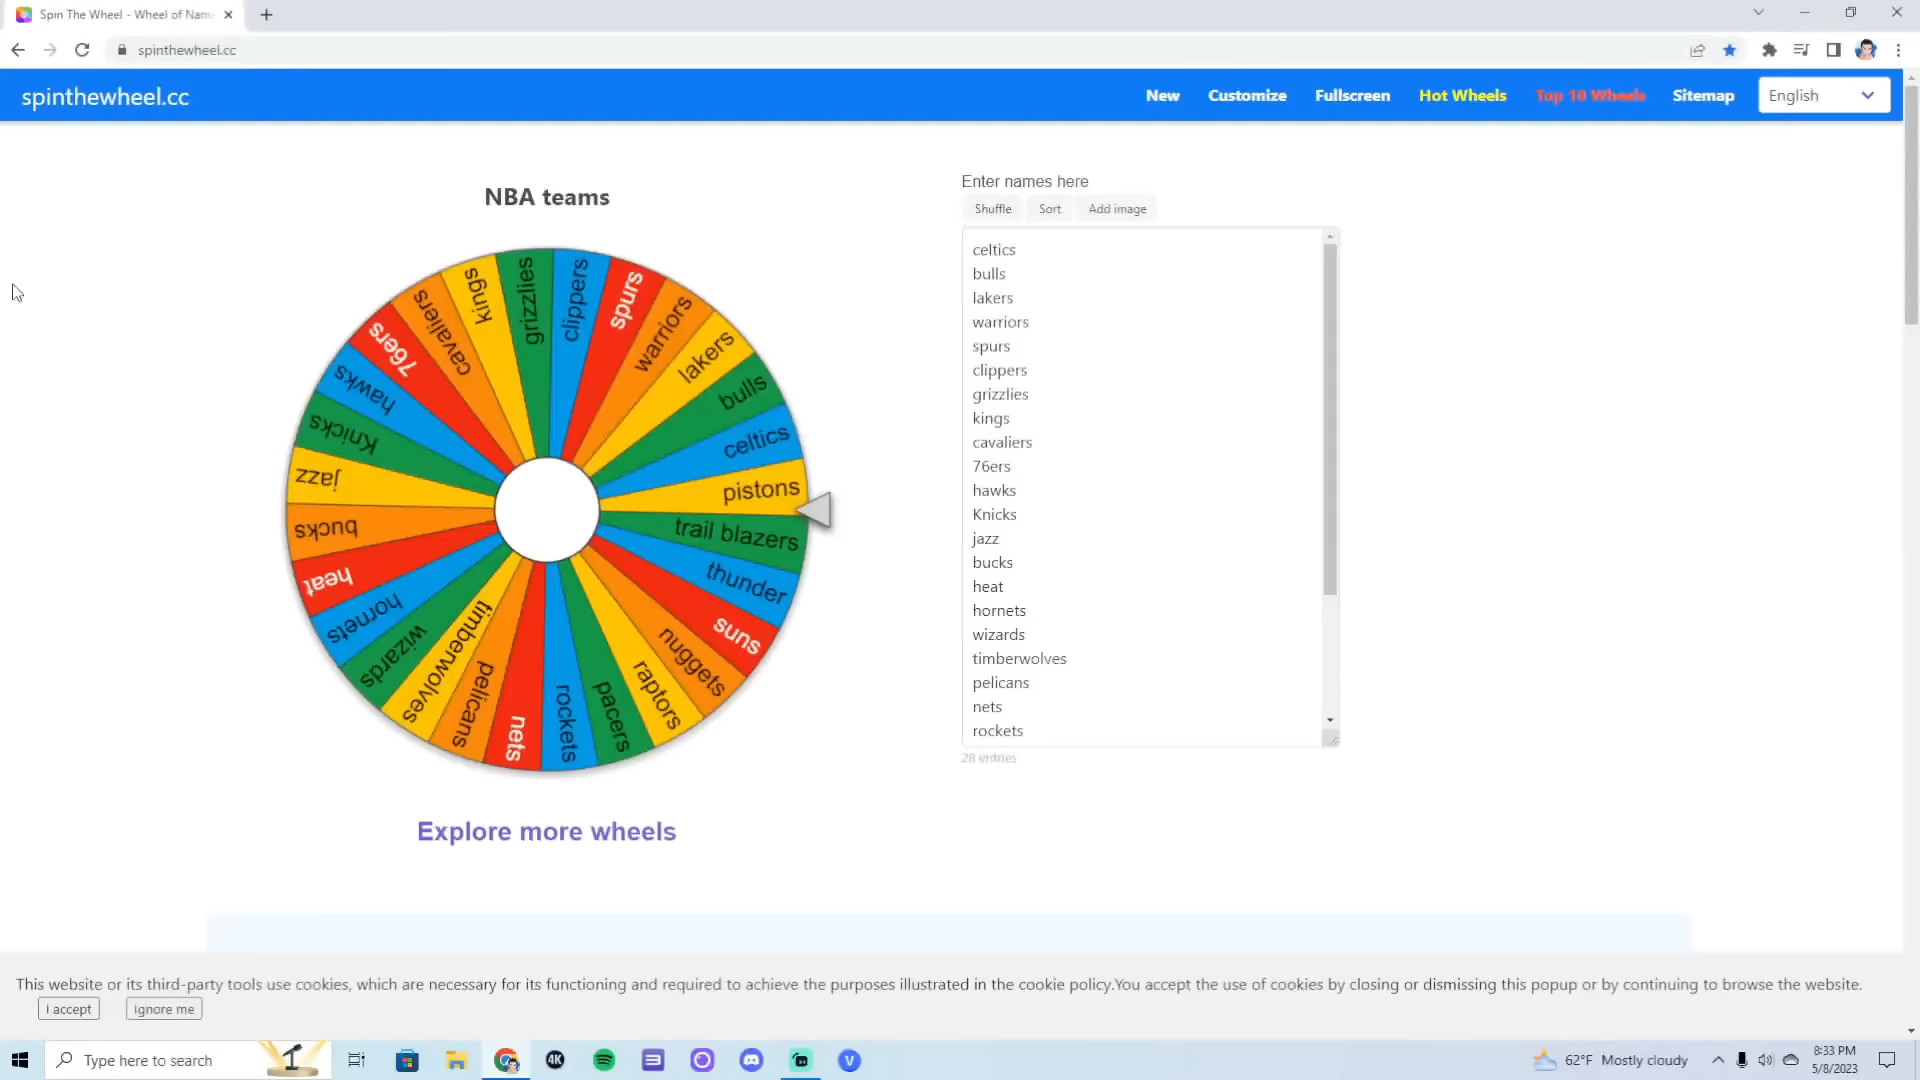 Spin The Wheel - Wheel of Nam
spinthewheel.cc
spinthewheel.cc
New
Customize
Fullscreen
Hot Wheels
Top 10 Wheels
Sitemap
English
NBA teams
grizzlies
clippers
spurs
warriors
lakers
bulls
celtics
pistons
trail blazers
thunder
suns
nuggets
raptors
pacers
rockets
nets
pelicans
timberwolves
wizards
hornets
heat
bucks
jazz
Knicks
hawks
76ers
cavaliers
kings
Explore more wheels
Enter names here
Shuffle
Sort
Add image
celtics
bulls
lakers
warriors
spurs
clippers
grizzlies
kings
cavaliers
76ers
hawks
Knicks
jazz
bucks
heat
hornets
wizards
timberwolves
pelicans
nets
rockets
28 entries
This website or its third-party tools use cookies, which are necessary for its functioning and required to achieve the purposes illustrated in the cookie policy.You accept the use of cookies by closing or dismissing this popup or by continuing to browse the website.
I accept
Ignore me
Type here to search
4K
V
62°F Mostly cloudy
8:33 PM
5/8/2023